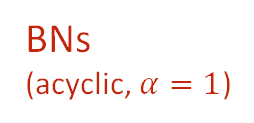 BNs
(acyclic, α = 1)